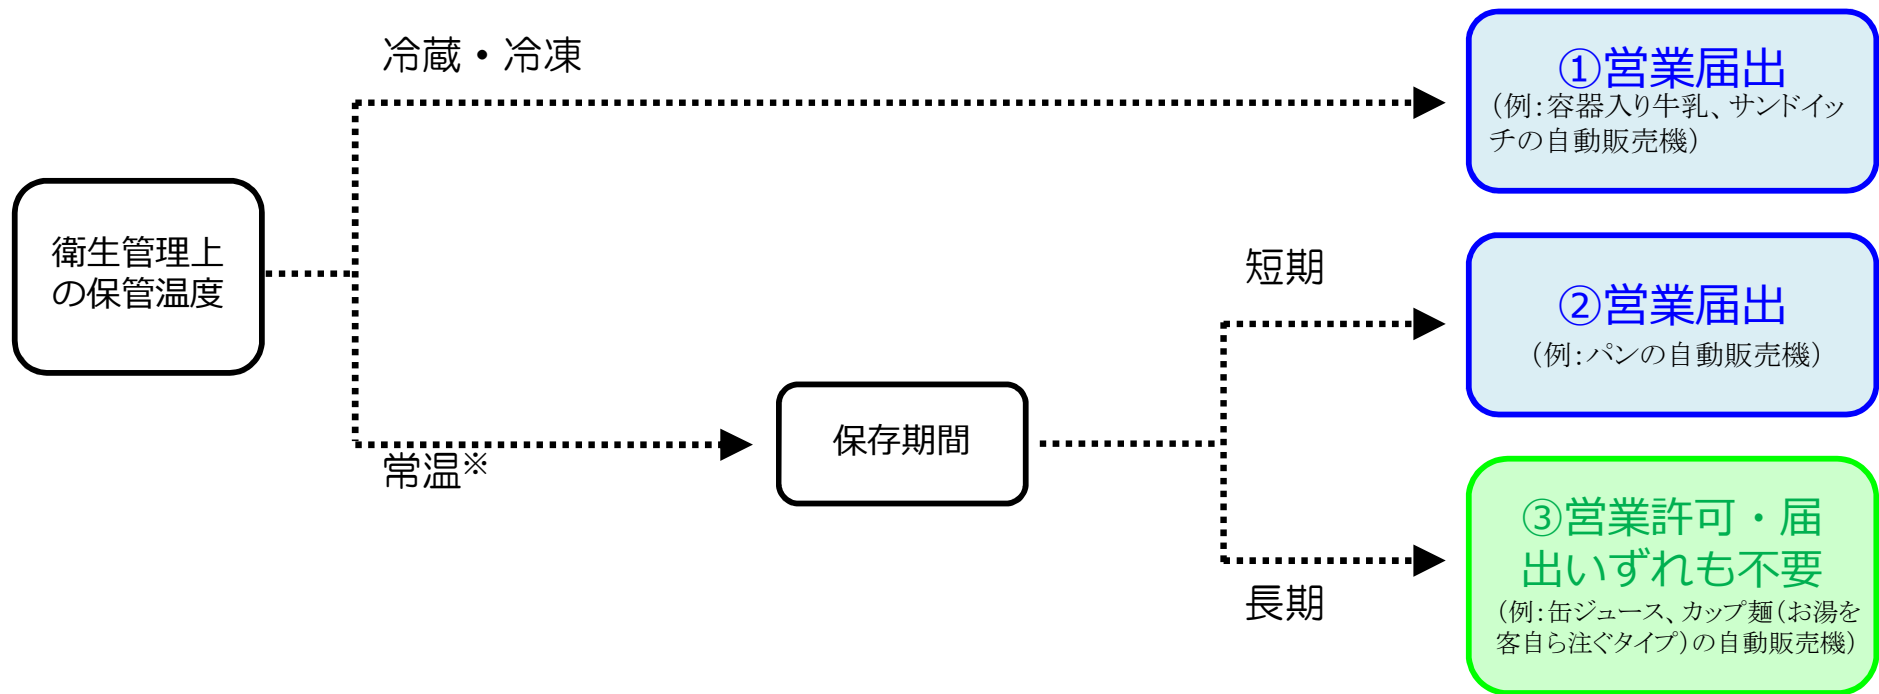 冷蔵・冷凍
①営業届出
（例：容器入り牛乳、サンドイッ
チの自動販売機）
衛生管理上
の保管温度
短期
②営業届出
（例：パンの自動販売機）
保存期間
常温※
③営業許可・届
出いずれも不要
長期
（例：缶ジュース、カップ麺（お湯を
客自ら注ぐタイプ）の自動販売機）